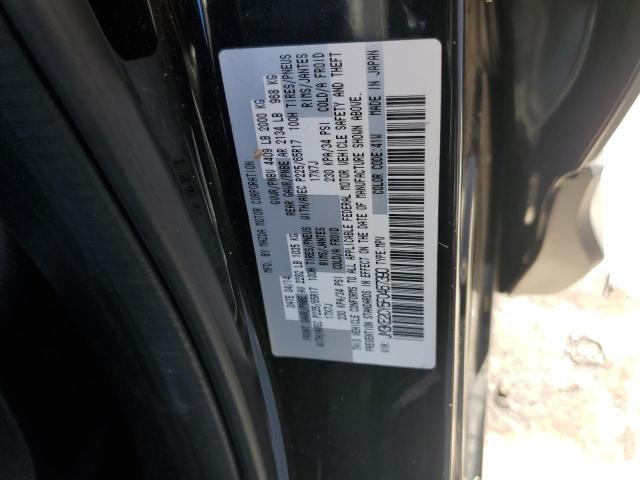 MFD. BY MAZDA MOTOR CORPORATION
DATE 04/14 GVWR/PNBV 4409 LB 2000 KG
FRONT GAWR/PNBE AV 2282 LB 1035 KG REAR GAWR/PNBE AR 2134 LB 968 KG
WITH/AVEC P225/65R17 100H TIRES/PNEUS WITH/AVEC P225/65R17 100H TIRES/PNEUS
17X7J RIMS/JANTES 17X7J RIMS/JANTES
230 KPA/34 PSI COLD/A FROID 230 KPA/34 PSI COLD/A FROID
THIS VEHICLE CONFORMS TO ALL APPLICABLE FEDERAL MOTOR VEHICLE SAFETY AND THEFT
PREVENTION STANDARDS IN EFFECT ON THE DATE OF MANUFACTURE SHOWN ABOVE.
VIN: TYPE:MPV COLOR CODE:41W MADE IN JAPAN